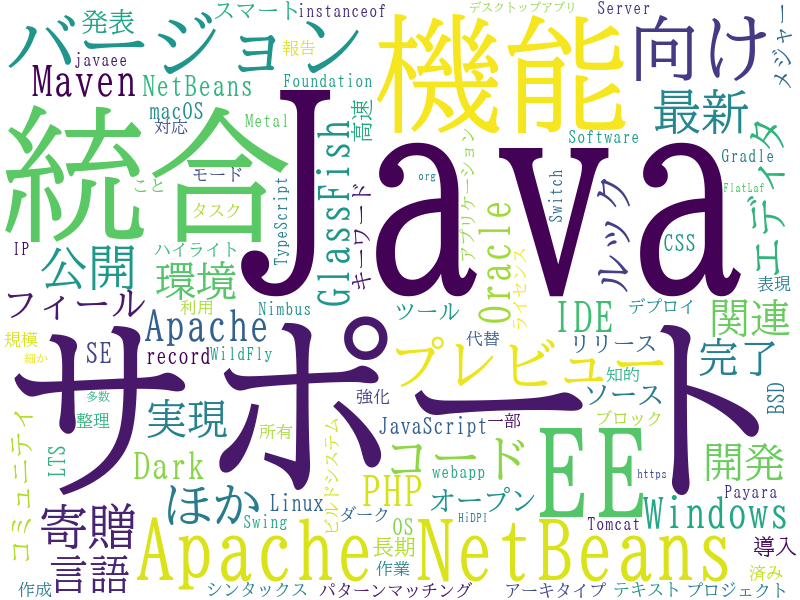 デスクトップアプリ
発表
スマート
instanceof
Server
メジャー
バージョン
javaee
報告
機能
向け
Maven
NetBeans
Foundation
macOS
対応
Metal
高速
最新
エディタ
統合
Java
Software
Gradle
GlassFish
TypeScript
キーワード
アプリケーション
Switch
ルック
FlatLaf
org
こと
モード
タスク
CSS
IP
ハイライト
公開
環境
Oracle
ライセンス
表現
フィール
利用
Nimbus
ツール
IDE
デプロイ
関連
規模
細か
SE
Apache
record
WildFly
代替
リリース
プレビュー
完了
知的
サポート
多数
整理
実現
所有
強化
JavaScript
一部
ソース
ブロック
BSD
コミュニティ
LTS
Dark
ほか
Linux
ビルドシステム
コード
webapp
EE
https
開発
PHP
オープン
Payara
Windows
寄贈
言語
Swing
ダーク
OS
HiDPI
Tomcat
Apache NetBeans
長期
導入
作業
済み
作成
シンタックス
パターンマッチング
アーキタイプ
テキスト
プロジェクト